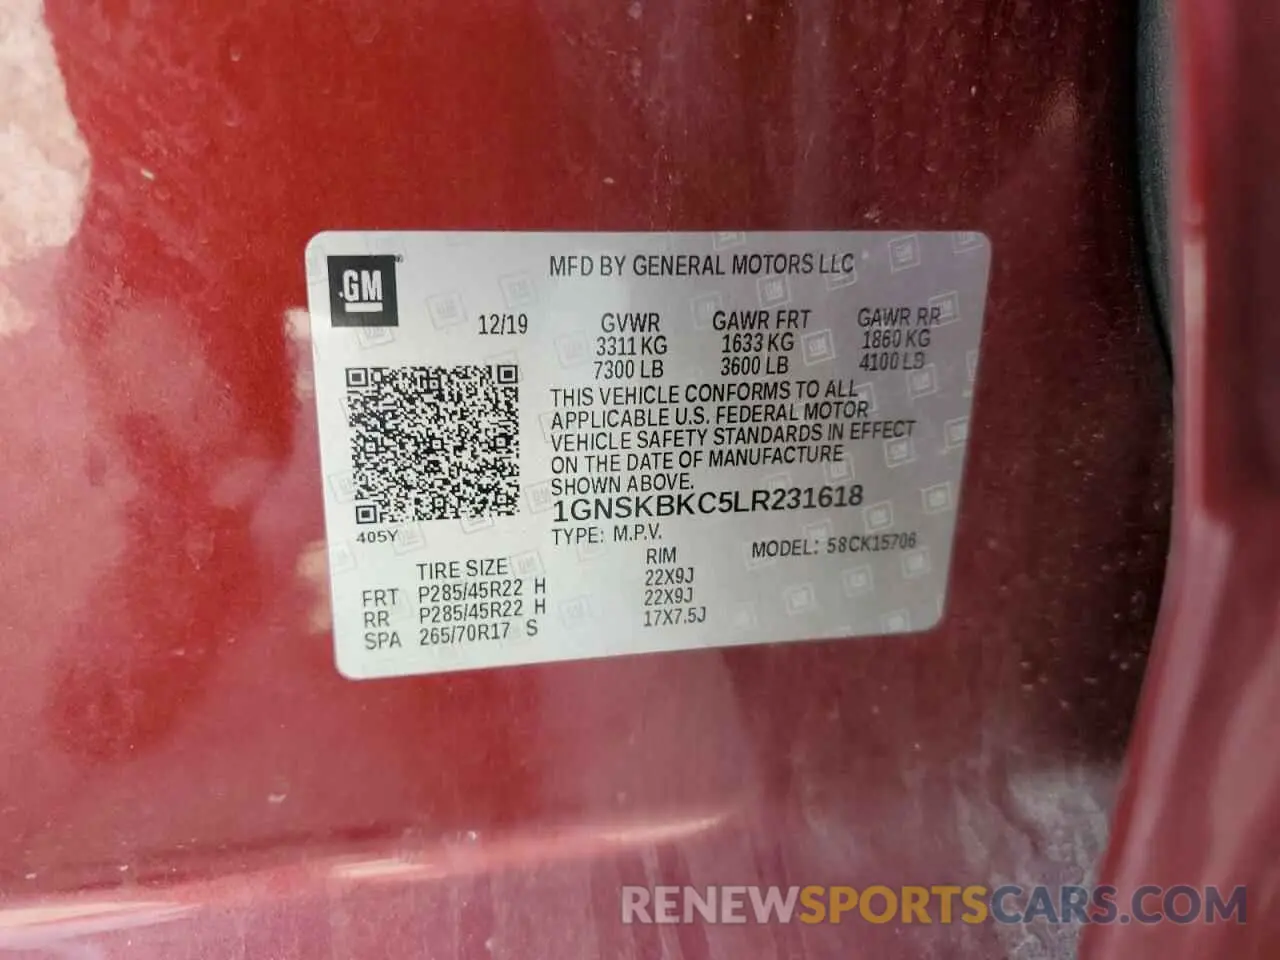 GM®
MFD BY GENERAL MOTORS LLC
12/19 GVWR GAWR FRT GAWR RR
3311 KG 1633 KG 1860 KG
7300 LB 3600 LB 4100 LB
THIS VEHICLE CONFORMS TO ALL
APPLICABLE U.S. FEDERAL MOTOR
VEHICLE SAFETY STANDARDS IN EFFECT
ON THE DATE OF MANUFACTURE
SHOWN ABOVE.
1GNSKBKC5LR231618
405Y
TYPE: M.P.V. MODEL: 58CK15706
TIRE SIZE RIM
FRT P285/45R22 H 22X9J
RR P285/45R22 H 22X9J
SPA 265/70R17 S 17X7.5J
RENEWSPORTSCARS.COM